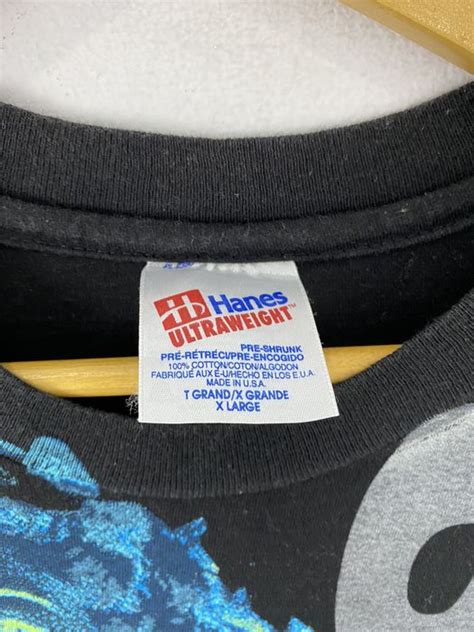 Hanes
ULTRAWEIGHT™
PRE-SHRUNK
PRÉ-RÉTRÉCI/PRE-ENCOGIDO
100% COTTON/COTON/ALGODON
FABRIQUÉ AUX É-U/HECHO EN LOS E.U.A.
MADE IN U.S.A.
T GRAND/X GRANDE
X LARGE